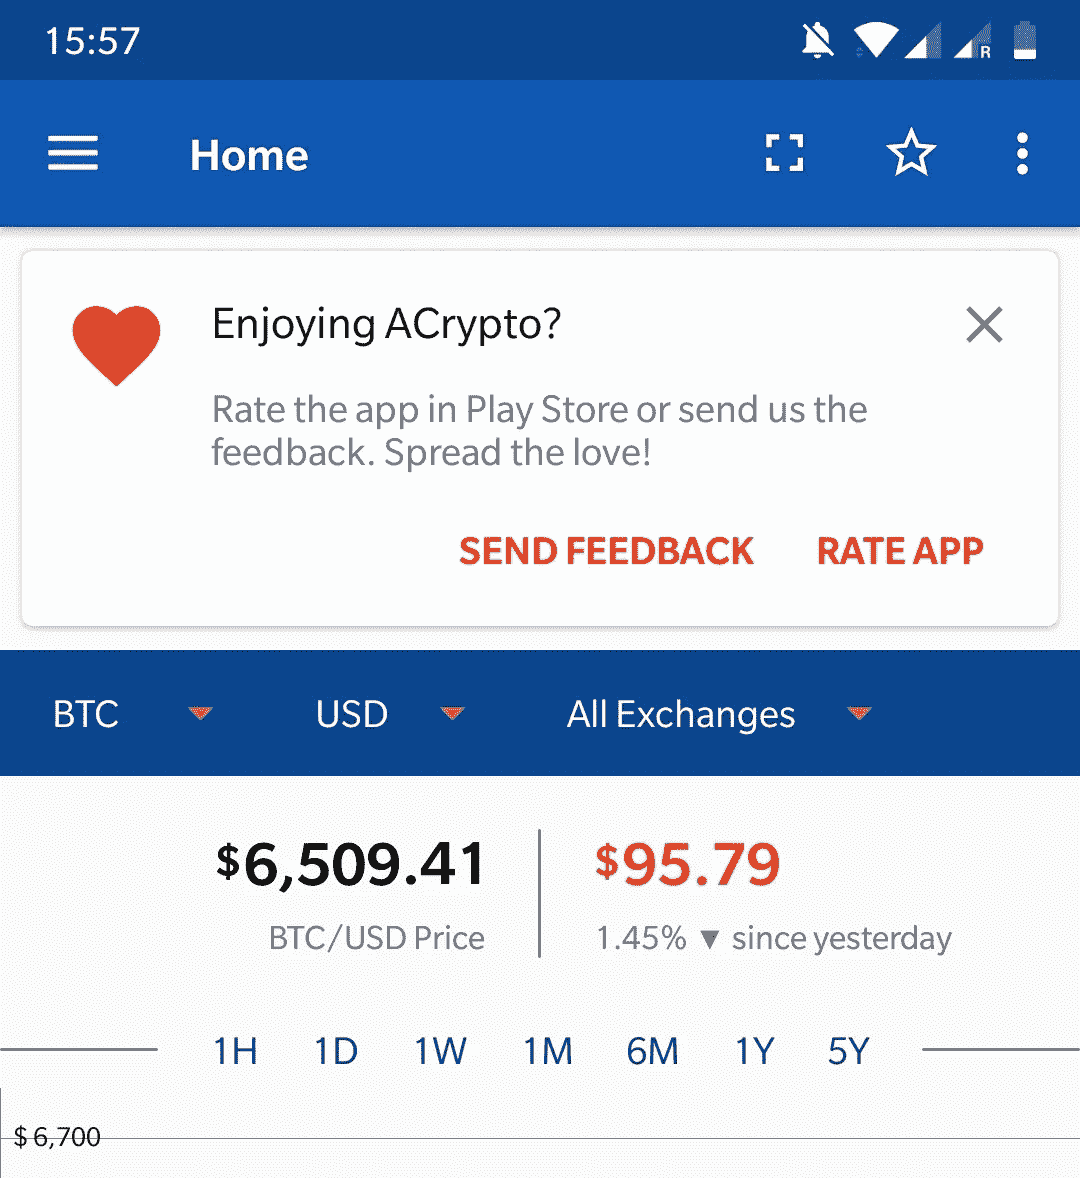 15:57
R
Home
Enjoying ACrypto?
Rate the app in Play Store or send us the
feedback. Spread the love!
SEND FEEDBACK RATE APP
BTC USD All Exchanges
$6,509.41 $95.79
BTC/USD Price 1.45% ▼ since yesterday
1H 1D 1W 1M 6M 1Y 5Y
$ 6,700